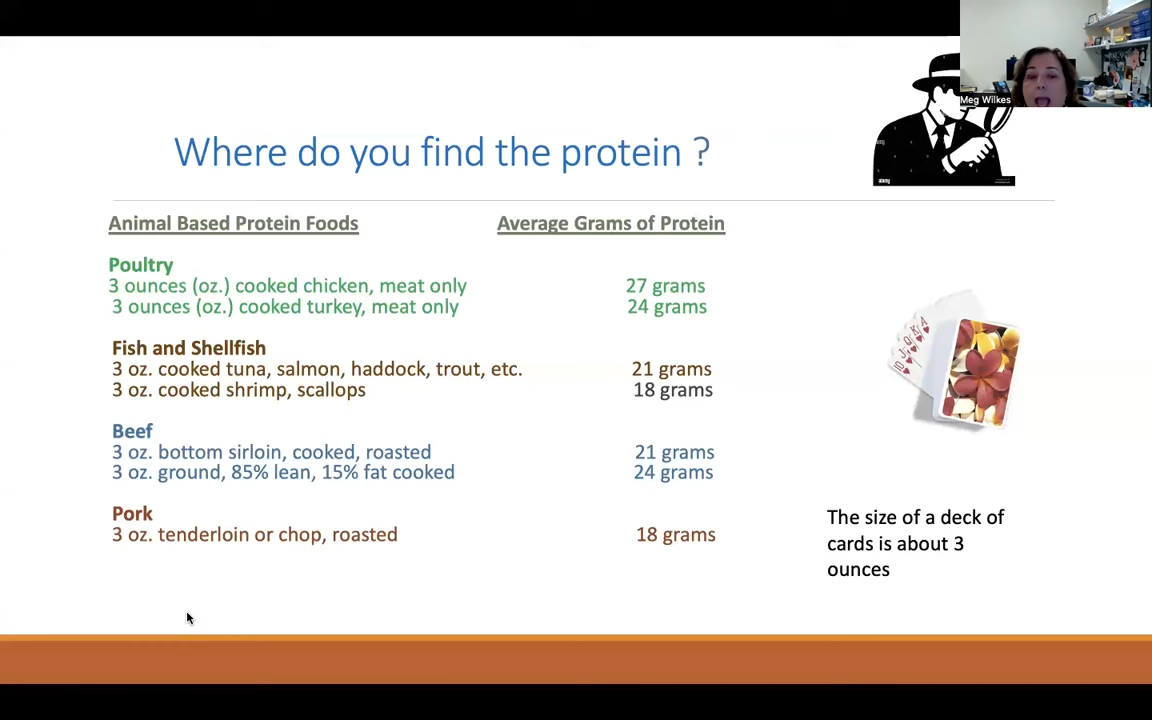 Meg Wilkes
alamy
Where do you find the protein ?
Animal Based Protein Foods Average Grams of Protein
Poultry
3 ounces (oz.) cooked chicken, meat only 27 grams
3 ounces (oz.) cooked turkey, meat only 24 grams
Fish and Shellfish
3 oz. cooked tuna, salmon, haddock, trout, etc. 21 grams
3 oz. cooked shrimp, scallops 18 grams
Beef
3 oz. bottom sirloin, cooked, roasted 21 grams
3 oz. ground, 85% lean, 15% fat cooked 24 grams
Pork
3 oz. tenderloin or chop, roasted 18 grams
10 J Q K A
The size of a deck of
cards is about 3
ounces